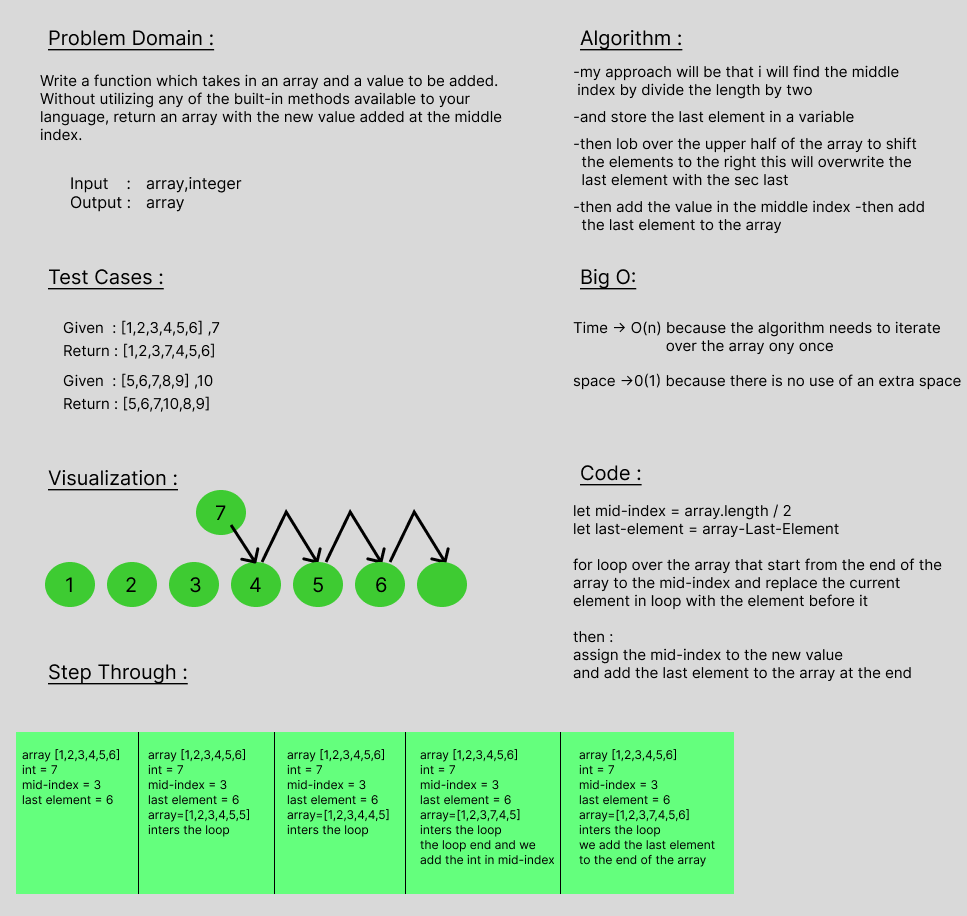 Problem Domain :
Write a function which takes in an array and a value to be added.
Without utilizing any of the built-in methods available to your
language, return an array with the new value added at the middle
index.
Input : array,integer
Output : array
Test Cases :
Given : [1,2,3,4,5,6] ,7
Return : [1,2,3,7,4,5,6]
Given : [5,6,7,8,9] ,10
Return : [5,6,7,10,8,9]
Visualization :
7
1 2 3 4 5 6
Step Through :
array [1,2,3,4,5,6]
int = 7
mid-index = 3
last element = 6
array [1,2,3,4,5,6]
int = 7
mid-index = 3
last element = 6
array=[1,2,3,4,5,5]
inters the loop
array [1,2,3,4,5,6]
int = 7
mid-index = 3
last element = 6
array=[1,2,3,4,4,5]
inters the loop
array [1,2,3,4,5,6]
int = 7
mid-index = 3
last element = 6
array=[1,2,3,7,4,5]
inters the loop
the loop end and we
add the int in mid-index
array [1,2,3,4,5,6]
int = 7
mid-index = 3
last element = 6
array=[1,2,3,7,4,5,6]
inters the loop
we add the last element
to the end of the array
Algorithm :
-my approach will be that i will find the middle
index by divide the length by two
-and store the last element in a variable
-then lob over the upper half of the array to shift
the elements to the right this will overwrite the
last element with the sec last
-then add the value in the middle index -then add
the last element to the array
Big O:
Time -> O(n) because the algorithm needs to iterate
over the array ony once
space ->0(1) because there is no use of an extra space
Code :
let mid-index = array.length / 2
let last-element = array-Last-Element
for loop over the array that start from the end of the
array to the mid-index and replace the current
element in loop with the element before it
then :
assign the mid-index to the new value
and add the last element to the array at the end